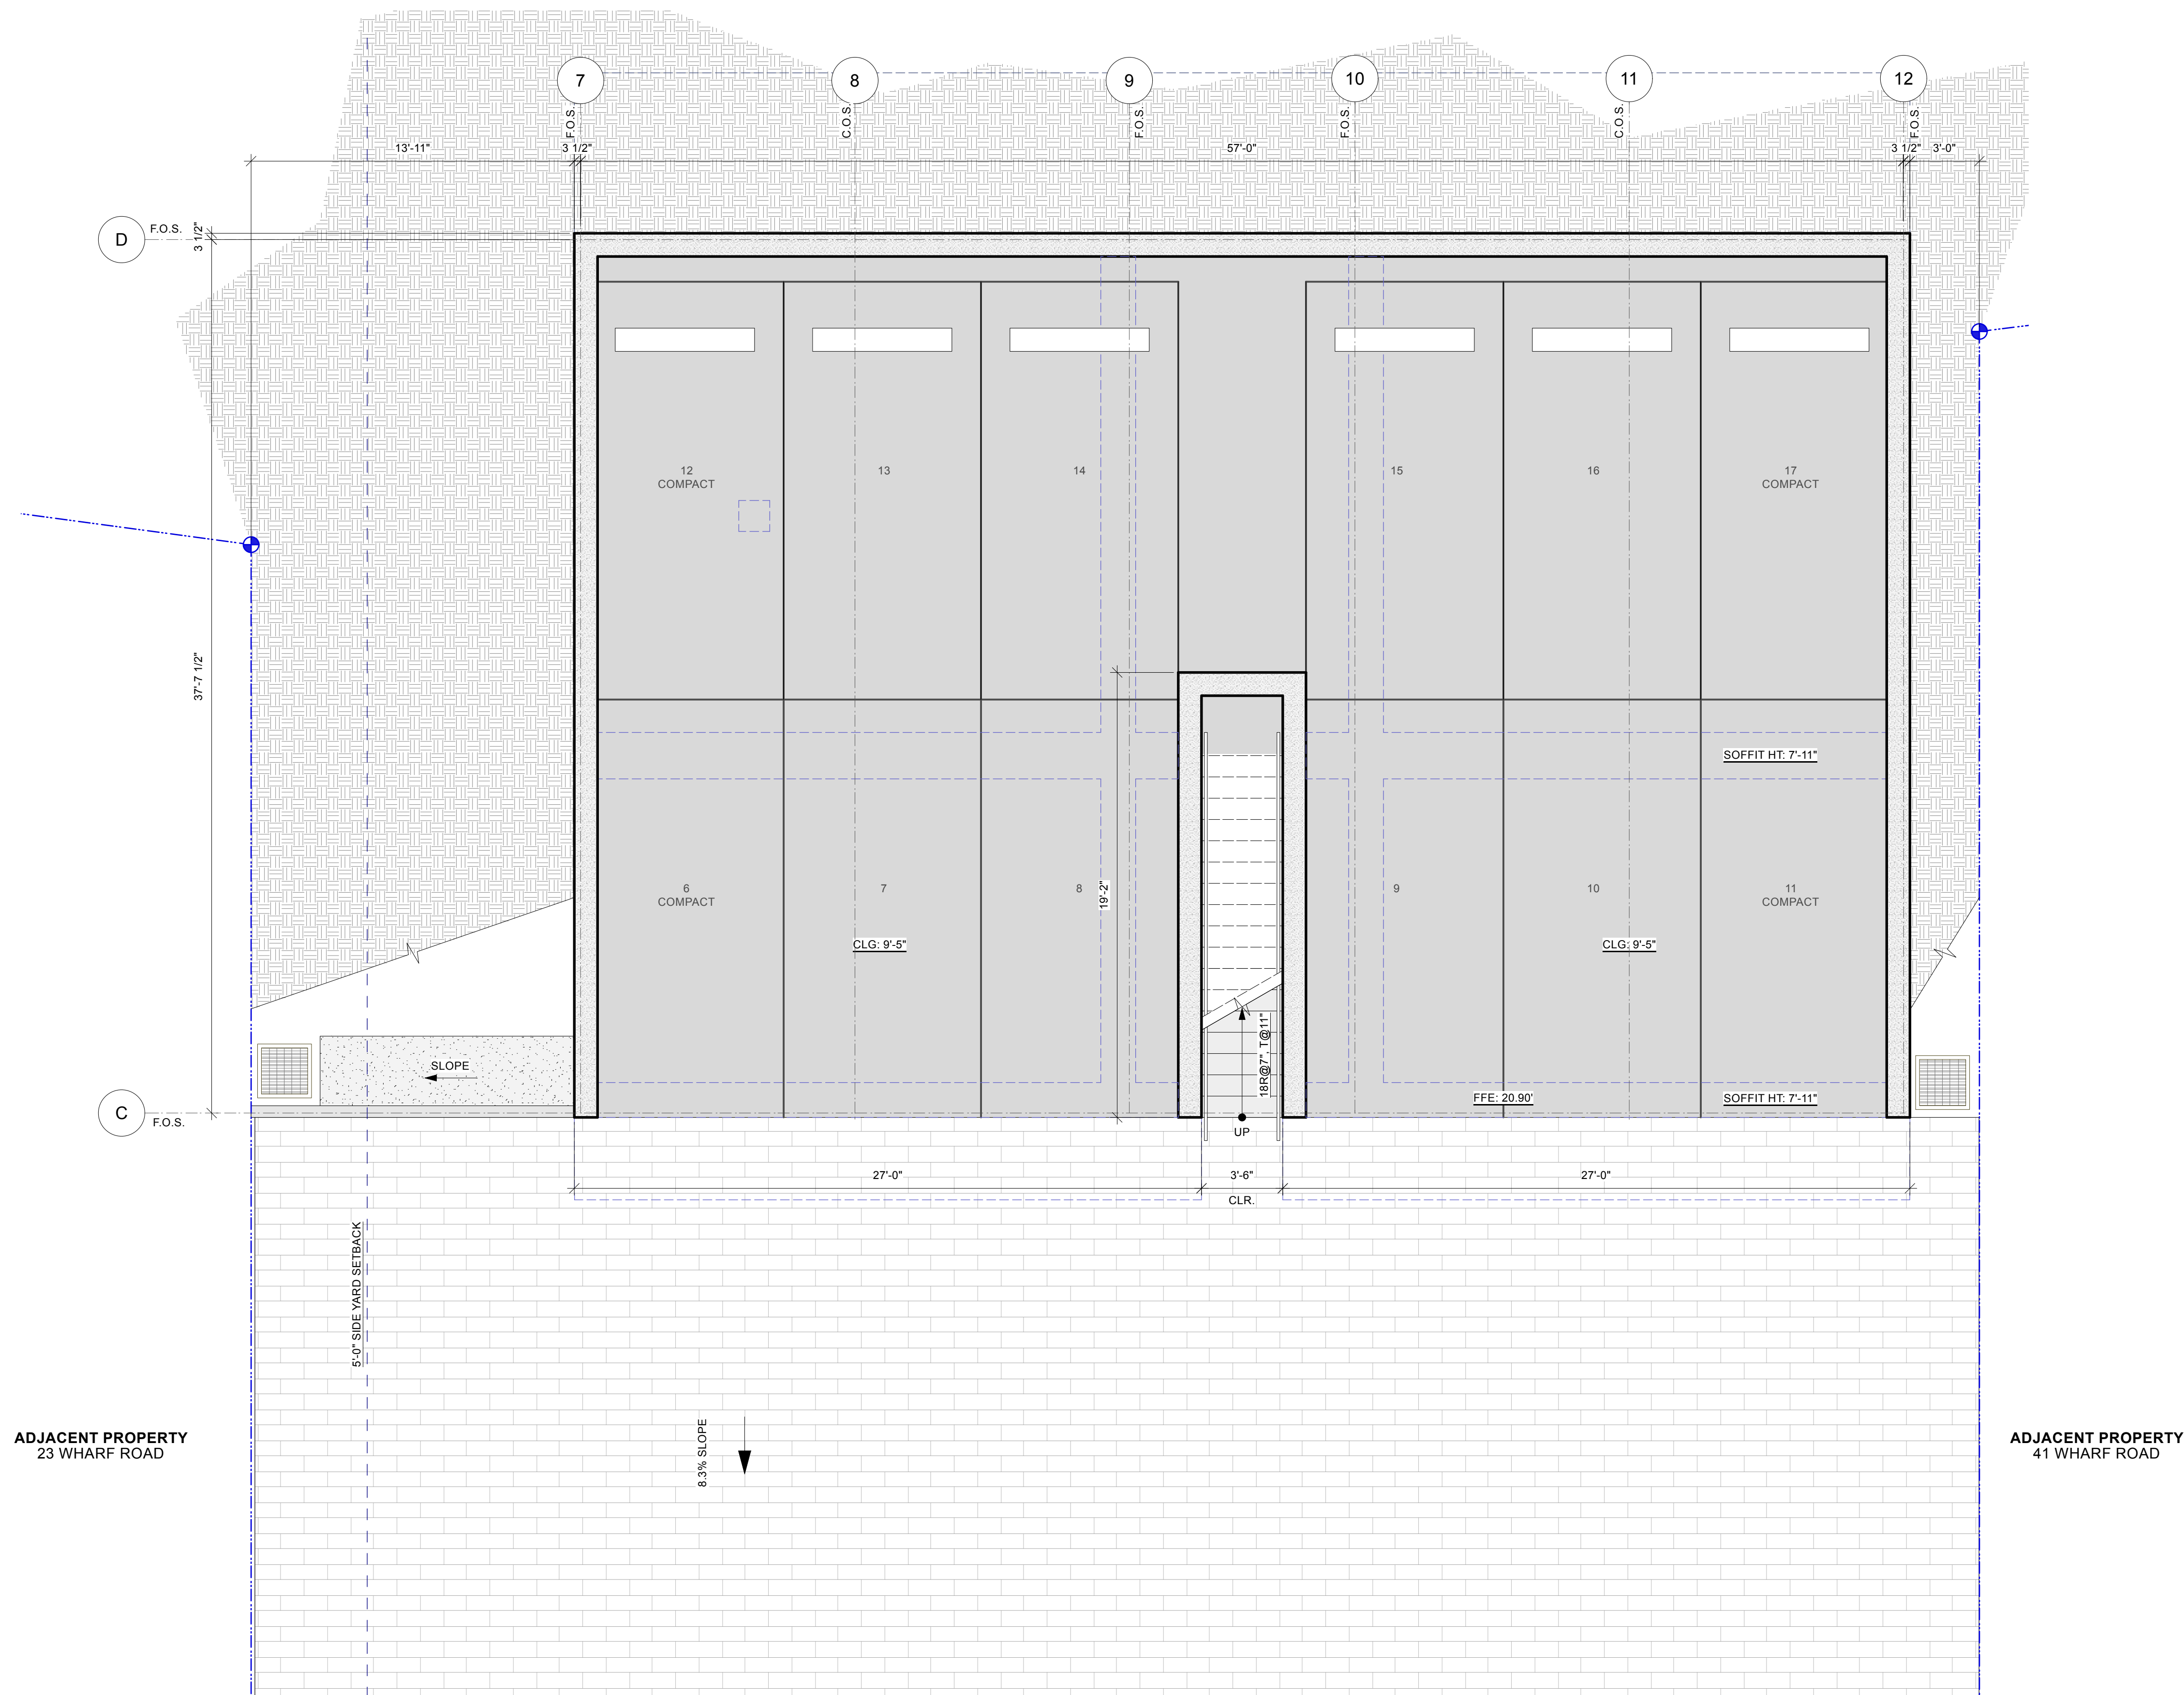 7
8
9
10
11
12
F.O.S.
C.O.S.
F.O.S.
F.O.S.
C.O.S.
F.O.S.
13'-11"
3 1/2"
57'-0"
3 1/2"
3'-0"
D
F.O.S.
3 1/2"
12
COMPACT
13
14
15
16
17
COMPACT
37'-7 1/2"
SOFFIT HT: 7'-11"
6
COMPACT
7
8
19'-2"
9
10
11
COMPACT
CLG: 9'-5"
CLG: 9'-5"
SLOPE
18R@7", T@11"
FFE: 20.90'
SOFFIT HT: 7'-11"
C
F.O.S.
UP
27'-0"
3'-6"
CLR.
27'-0"
5'-0" SIDE YARD SETBACK
ADJACENT PROPERTY
23 WHARF ROAD
8.3% SLOPE
ADJACENT PROPERTY
41 WHARF ROAD